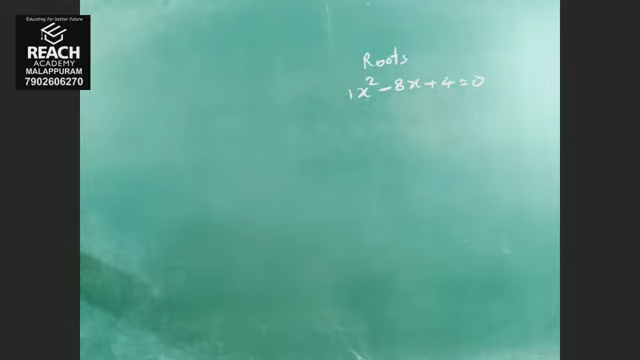 Educating for better future
REACH
ACADEMY
MALAPPURAM
7902606270
Roots
1x² - 8x + 4 = 0